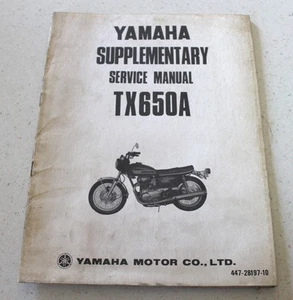 YAMAHA
SUPPLEMENTARY
SERVICE MANUAL
TX650A
YAMAHA MOTOR CO., LTD.
447-28197-10